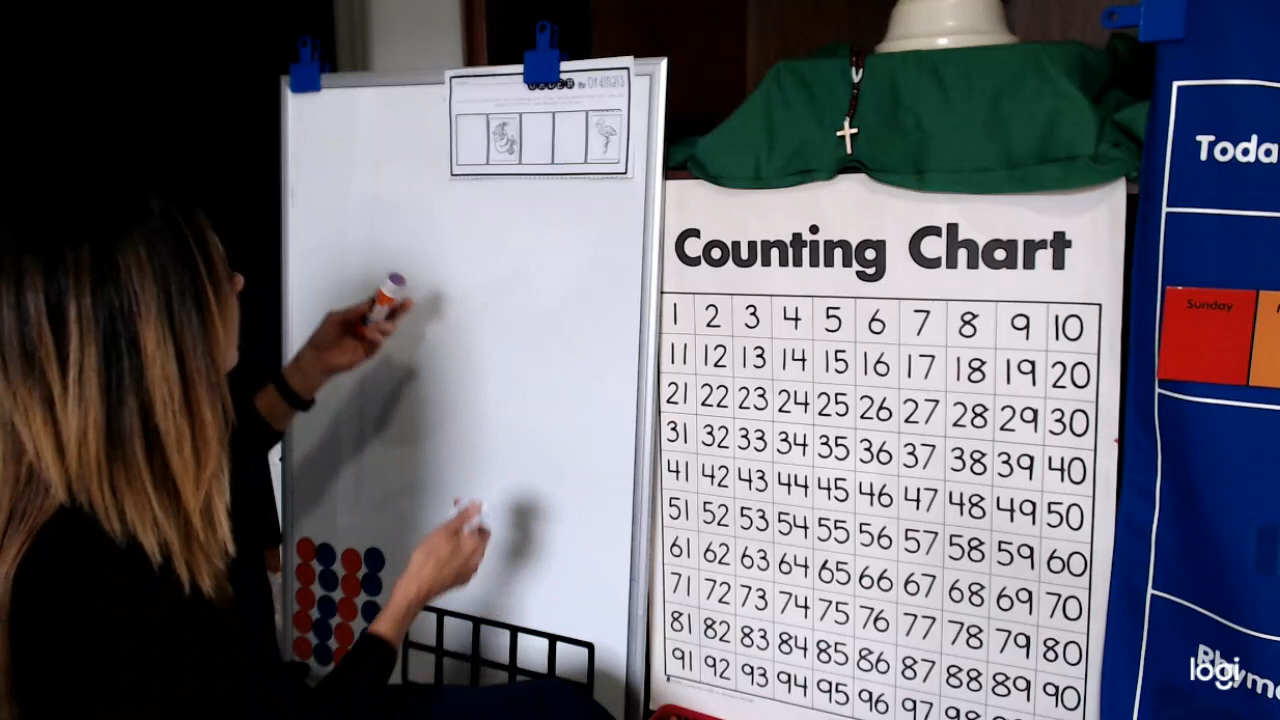 ORDER the Ordinals
Counting Chart
1 2 3 4 5 6 7 8 9 10
11 12 13 14 15 16 17 18 19 20
21 22 23 24 25 26 27 28 29 30
31 32 33 34 35 36 37 38 39 40
41 42 43 44 45 46 47 48 49 50
51 52 53 54 55 56 57 58 59 60
61 62 63 64 65 66 67 68 69 70
71 72 73 74 75 76 77 78 79 80
81 82 83 84 85 86 87 88 89 90
91 92 93 94 95 96 97 98
Toda
Sunday
Rhyme
logi